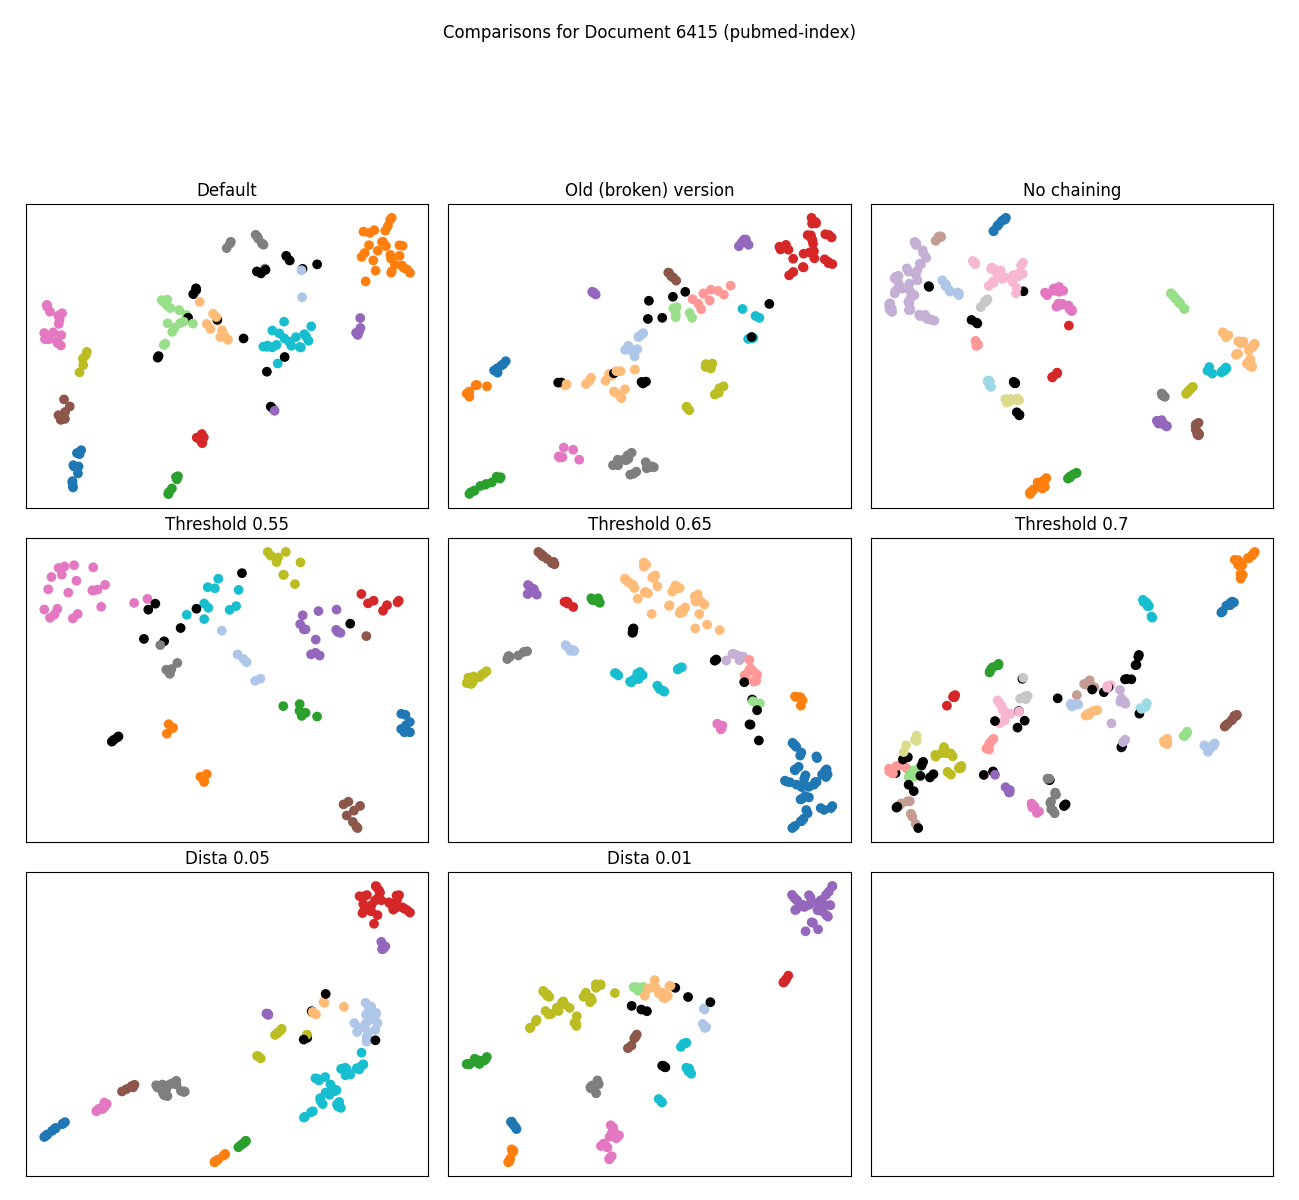 Comparisons for Document 6415 (pubmed-index)
Default
Old (broken) version
No chaining
Threshold 0.55
Threshold 0.65
Threshold 0.7
Dista 0.05
Dista 0.01